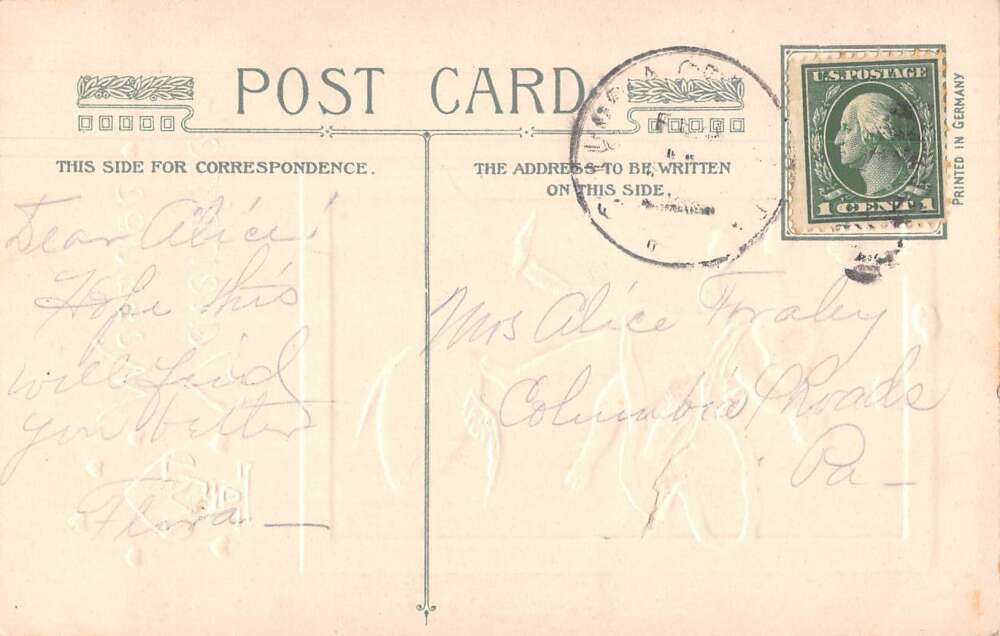 POST CARD
THIS SIDE FOR CORRESPONDENCE.
THE ADDRESS TO BE WRITTEN
ON THIS SIDE.
U.S. POSTAGE
1 CENT 1
PRINTED IN GERMANY
Dear Alice!
Hope this
will find
you better
Flora
Mrs Alice Fraley
Columbia X Roads
Pa